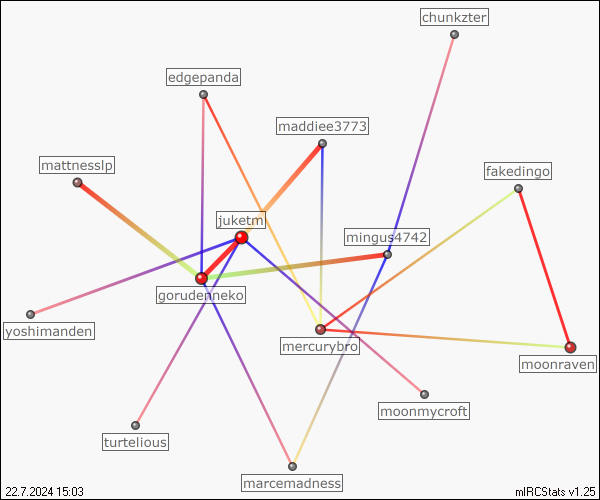 chunkzter
edgepanda
maddiee3773
mattnesslp
fakedingo
juketm
mingus4742
gorudenneko
yoshimanden
mercurybro
moonraven
moonmycroft
turtelious
marcemadness
22.7.2024 15:03
mIRCStats v1.25